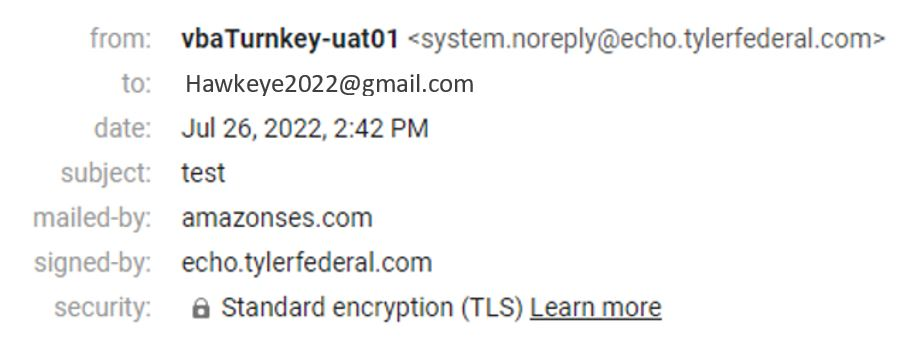 from: vbaTurnkey-uat01 <system.noreply@echo.tylerfederal.com>
to: Hawkeye2022@gmail.com
date: Jul 26, 2022, 2:42 PM
subject: test
mailed-by: amazonses.com
signed-by: echo.tylerfederal.com
security: Standard encryption (TLS) Learn more